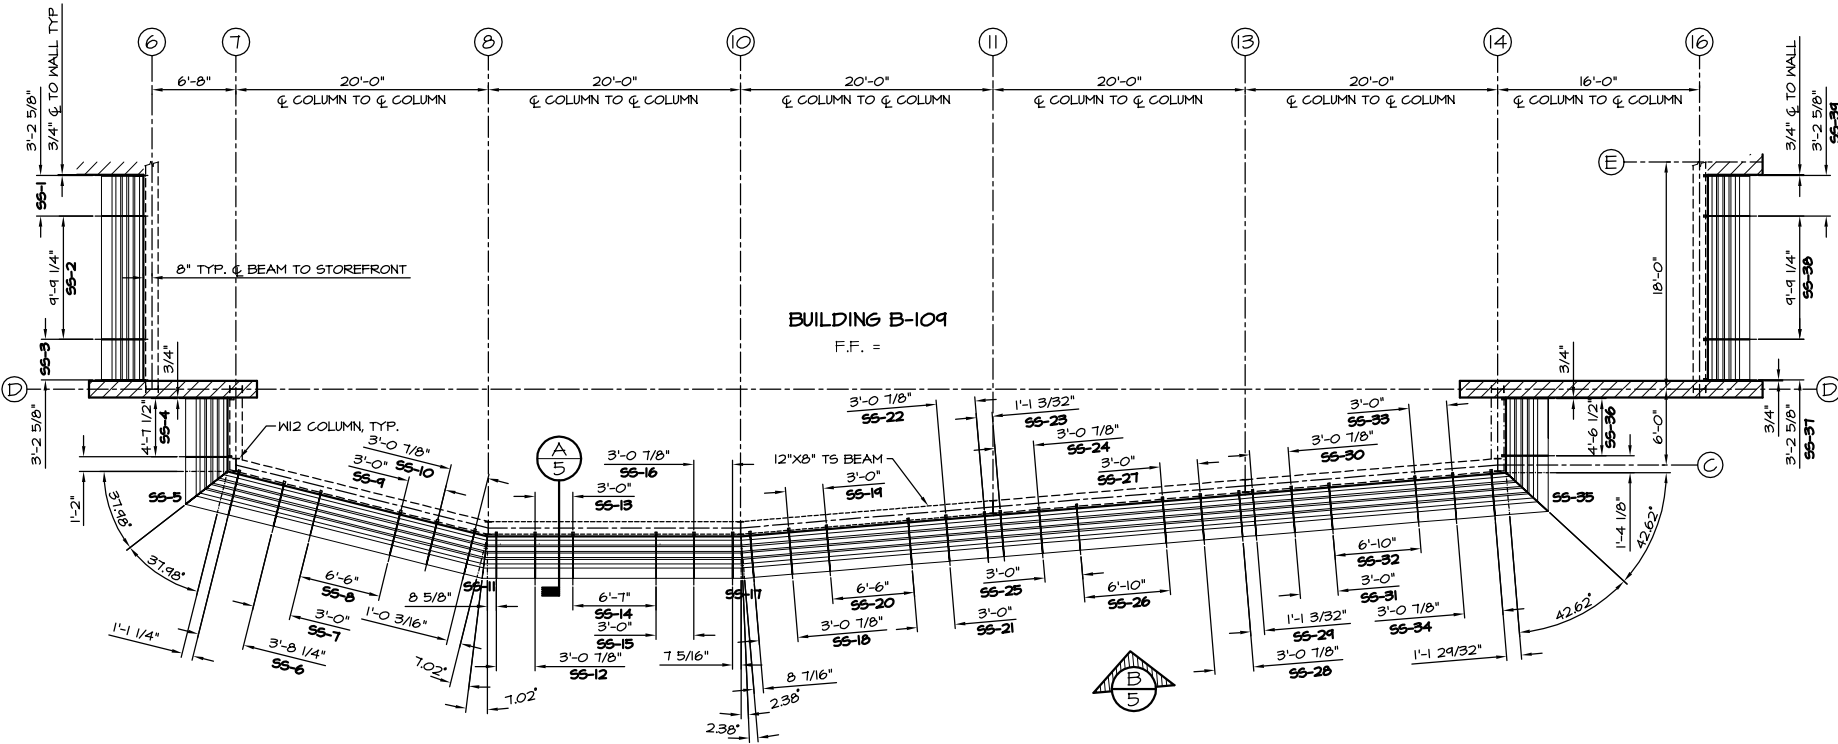 6 7 8 10 11 13 14 16
6'-8" 20'-0" 20'-0" 20'-0" 20'-0" 20'-0" 16'-0"
℄ COLUMN TO ℄ COLUMN ℄ COLUMN TO ℄ COLUMN ℄ COLUMN TO ℄ COLUMN ℄ COLUMN TO ℄ COLUMN ℄ COLUMN TO ℄ COLUMN ℄ COLUMN TO ℄ COLUMN
3'-2 5/8"
SS-1
3/4" ℄ TO WALL TYP
9'-9 1/4"
SS-2
SS-3
3'-2 5/8"
8" TYP. ℄ BEAM TO STOREFRONT
3/4"
D
4'-7 1/2"
SS-4
W12 COLUMN, TYP.
1'-2"
SS-5
37.98°
37.98°
1'-1 1/4"
3'-8 1/4"
SS-6
3'-0"
SS-7
6'-6"
SS-8
3'-0"
SS-9
3'-0 7/8"
SS-10
1'-0 3/16"
7.02°
7.02°
8 5/8"
SS-11
A
5
3'-0 7/8"
SS-12
3'-0"
SS-13
6'-7"
SS-14
3'-0"
SS-15
3'-0 7/8"
SS-16
7 5/16"
SS-17
8 7/16"
2.38°
2.38°
BUILDING B-109
F.F. =
12"X8" TS BEAM
3'-0 7/8"
SS-18
3'-0"
SS-19
6'-6"
SS-20
3'-0"
SS-21
3'-0 7/8"
SS-22
1'-1 3/32"
SS-23
3'-0 7/8"
SS-24
3'-0"
SS-25
6'-10"
SS-26
3'-0"
SS-27
B
5
3'-0 7/8"
SS-28
1'-1 3/32"
SS-29
3'-0 7/8"
SS-30
3'-0"
SS-31
6'-10"
SS-32
3'-0"
SS-33
3'-0 7/8"
SS-34
1'-1 29/32"
SS-35
42.62°
42.62°
1'-4 1/8"
C
4'-6 1/2"
SS-36
6'-0"
3/4"
D
3/4"
3'-2 5/8"
SS-37
E
18'-0"
9'-9 1/4"
SS-38
3/4" ℄ TO WALL
3'-2 5/8"
SS-39